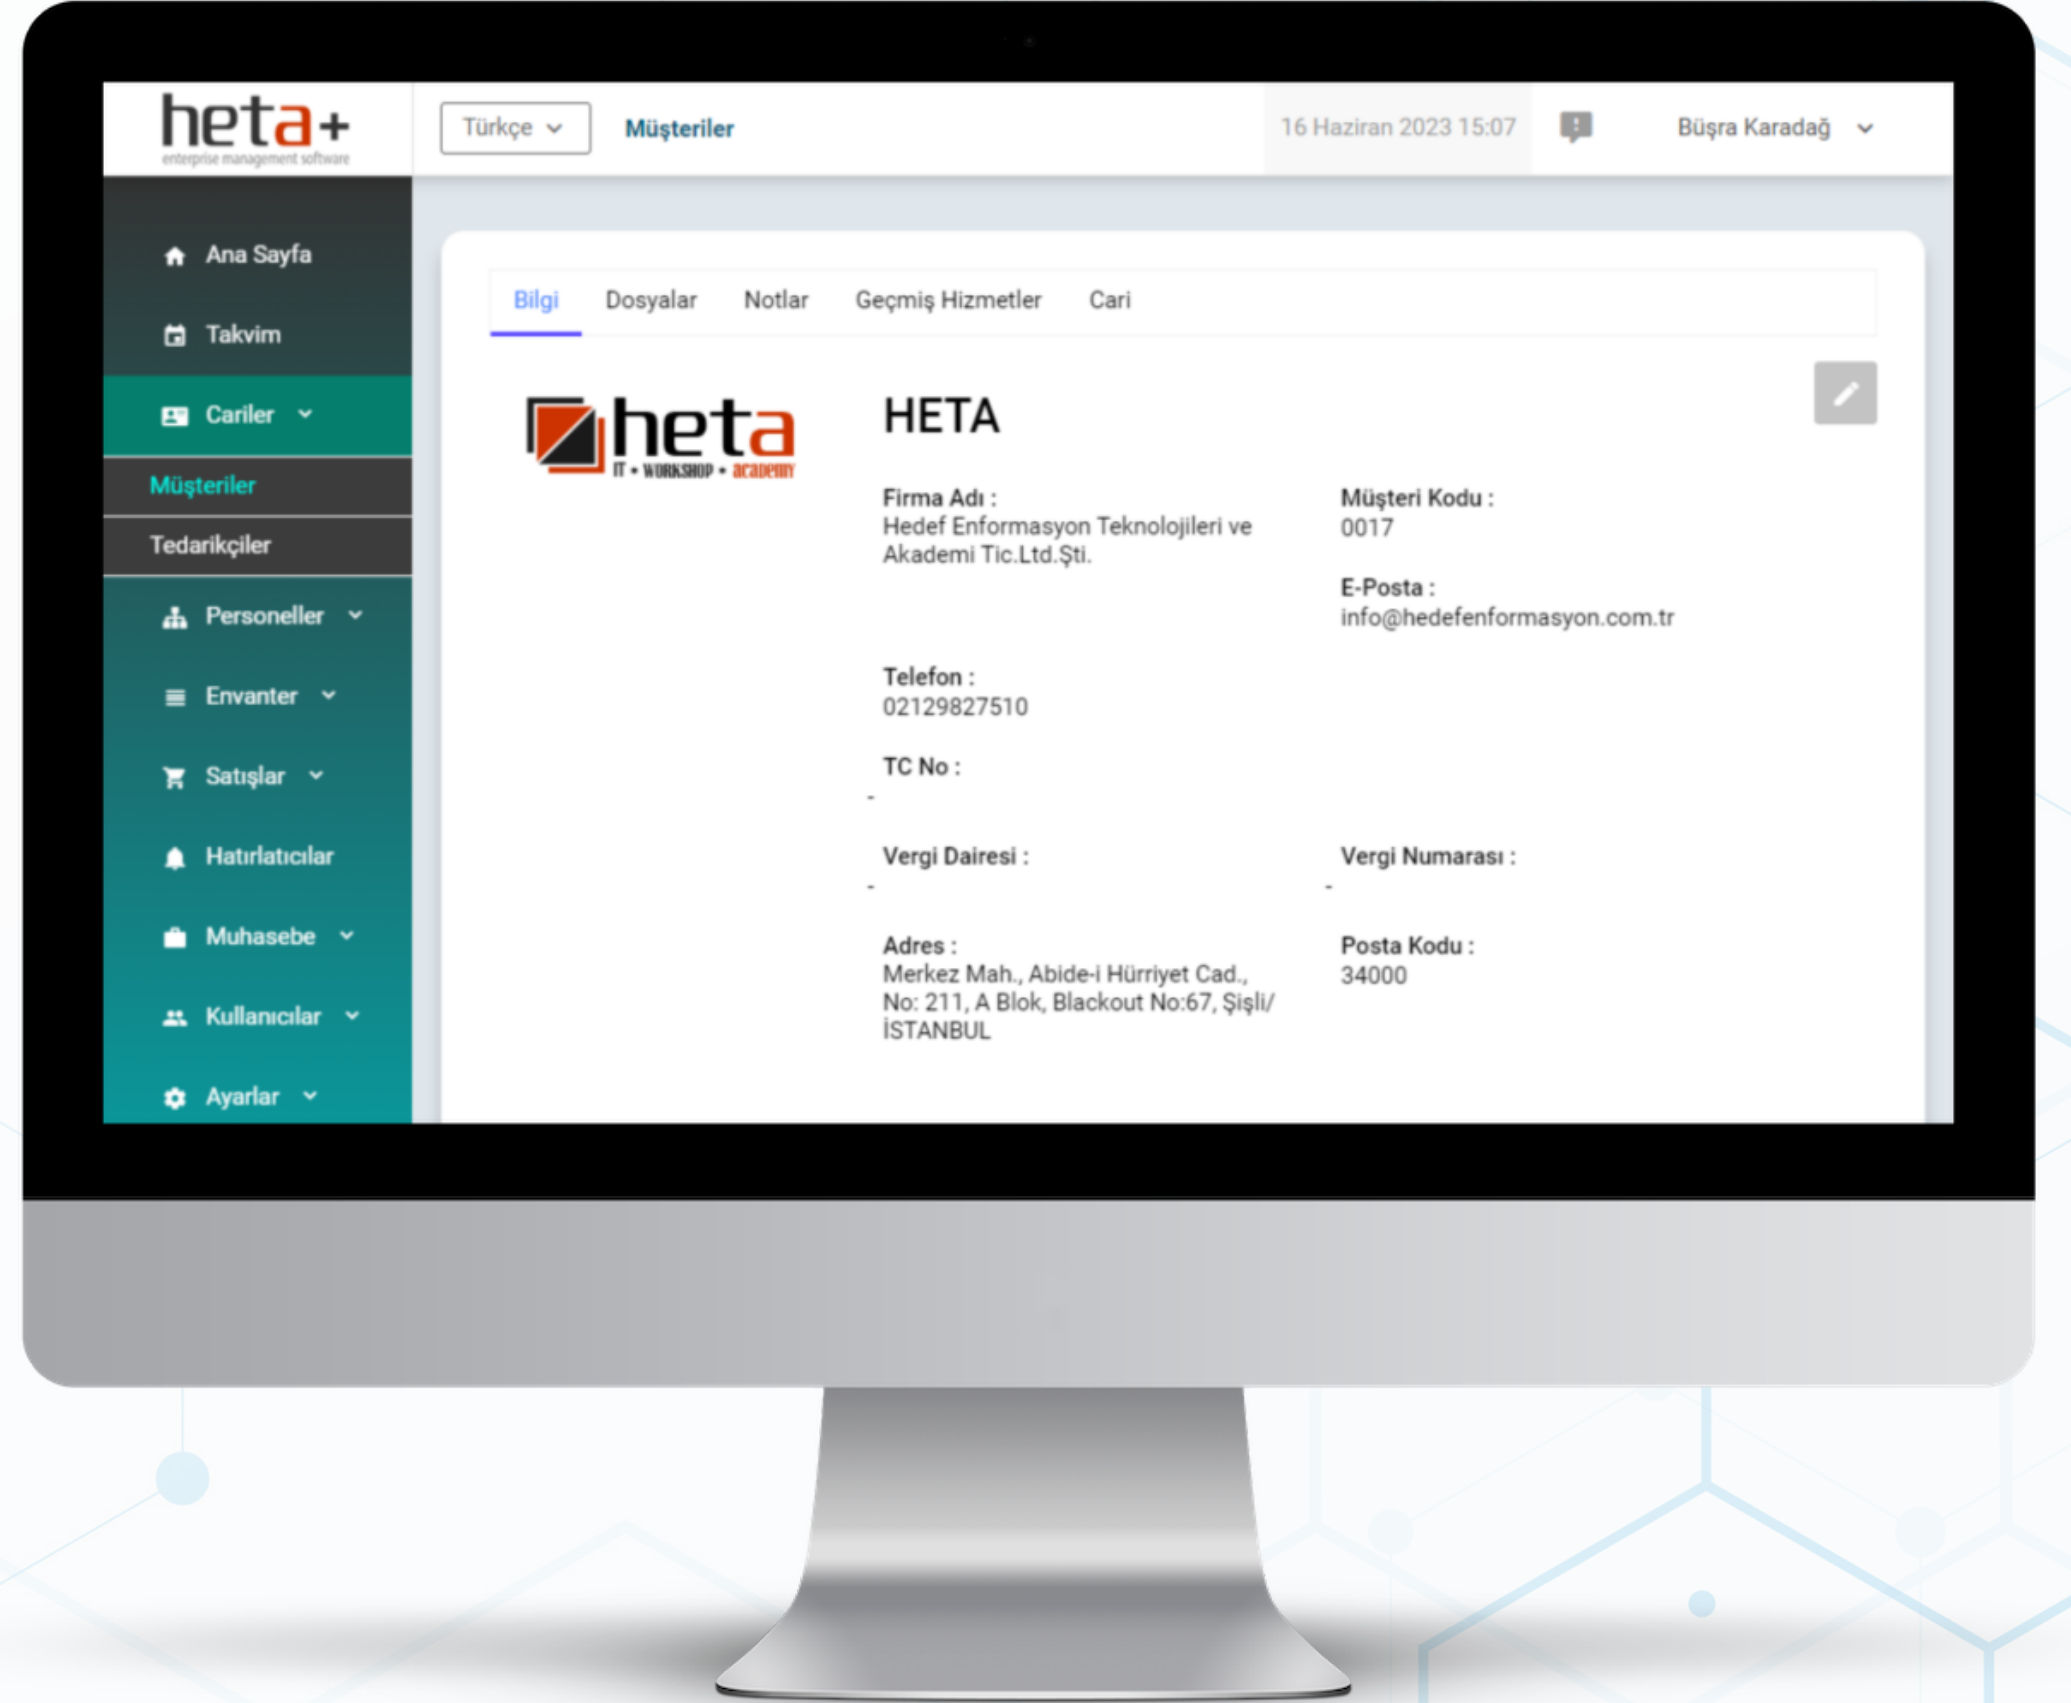 heta+
enterprise management software
Türkçe
Müşteriler
16 Haziran 2023 15:07
Büşra Karadağ
Ana Sayfa
Takvim
Cariler
Müşteriler
Tedarikçiler
Personeller
Envanter
Satışlar
Hatırlatıcılar
Muhasebe
Kullanıcılar
Ayarlar
Bilgi
Dosyalar
Notlar
Geçmiş Hizmetler
Cari
heta
IT • WORKSHOP • academy
HETA
Firma Adı :
Hedef Enformasyon Teknolojileri ve
Akademi Tic.Ltd.Şti.
Müşteri Kodu :
0017
E-Posta :
info@hedefenformasyon.com.tr
Telefon :
02129827510
TC No :
-
Vergi Dairesi :
-
Vergi Numarası :
-
Adres :
Merkez Mah., Abide-i Hürriyet Cad.,
No: 211, A Blok, Blackout No:67, Şişli/
İSTANBUL
Posta Kodu :
34000